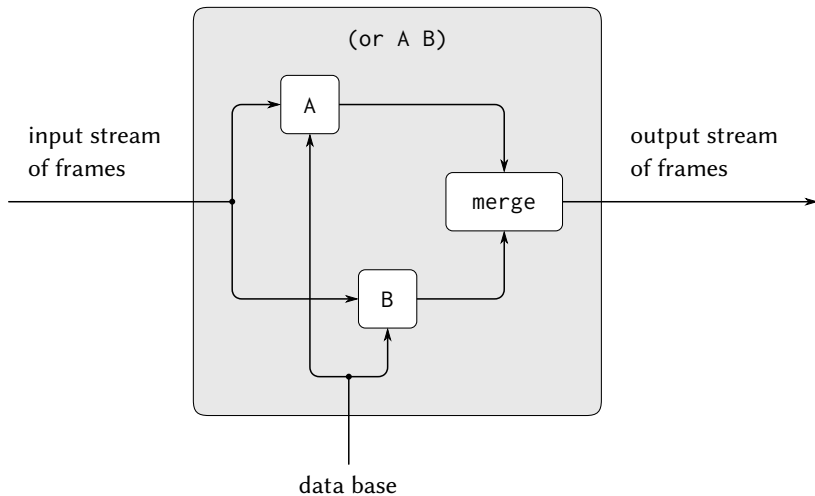 (or A B)
A
input stream
of frames
output stream
of frames
merge
B
data base